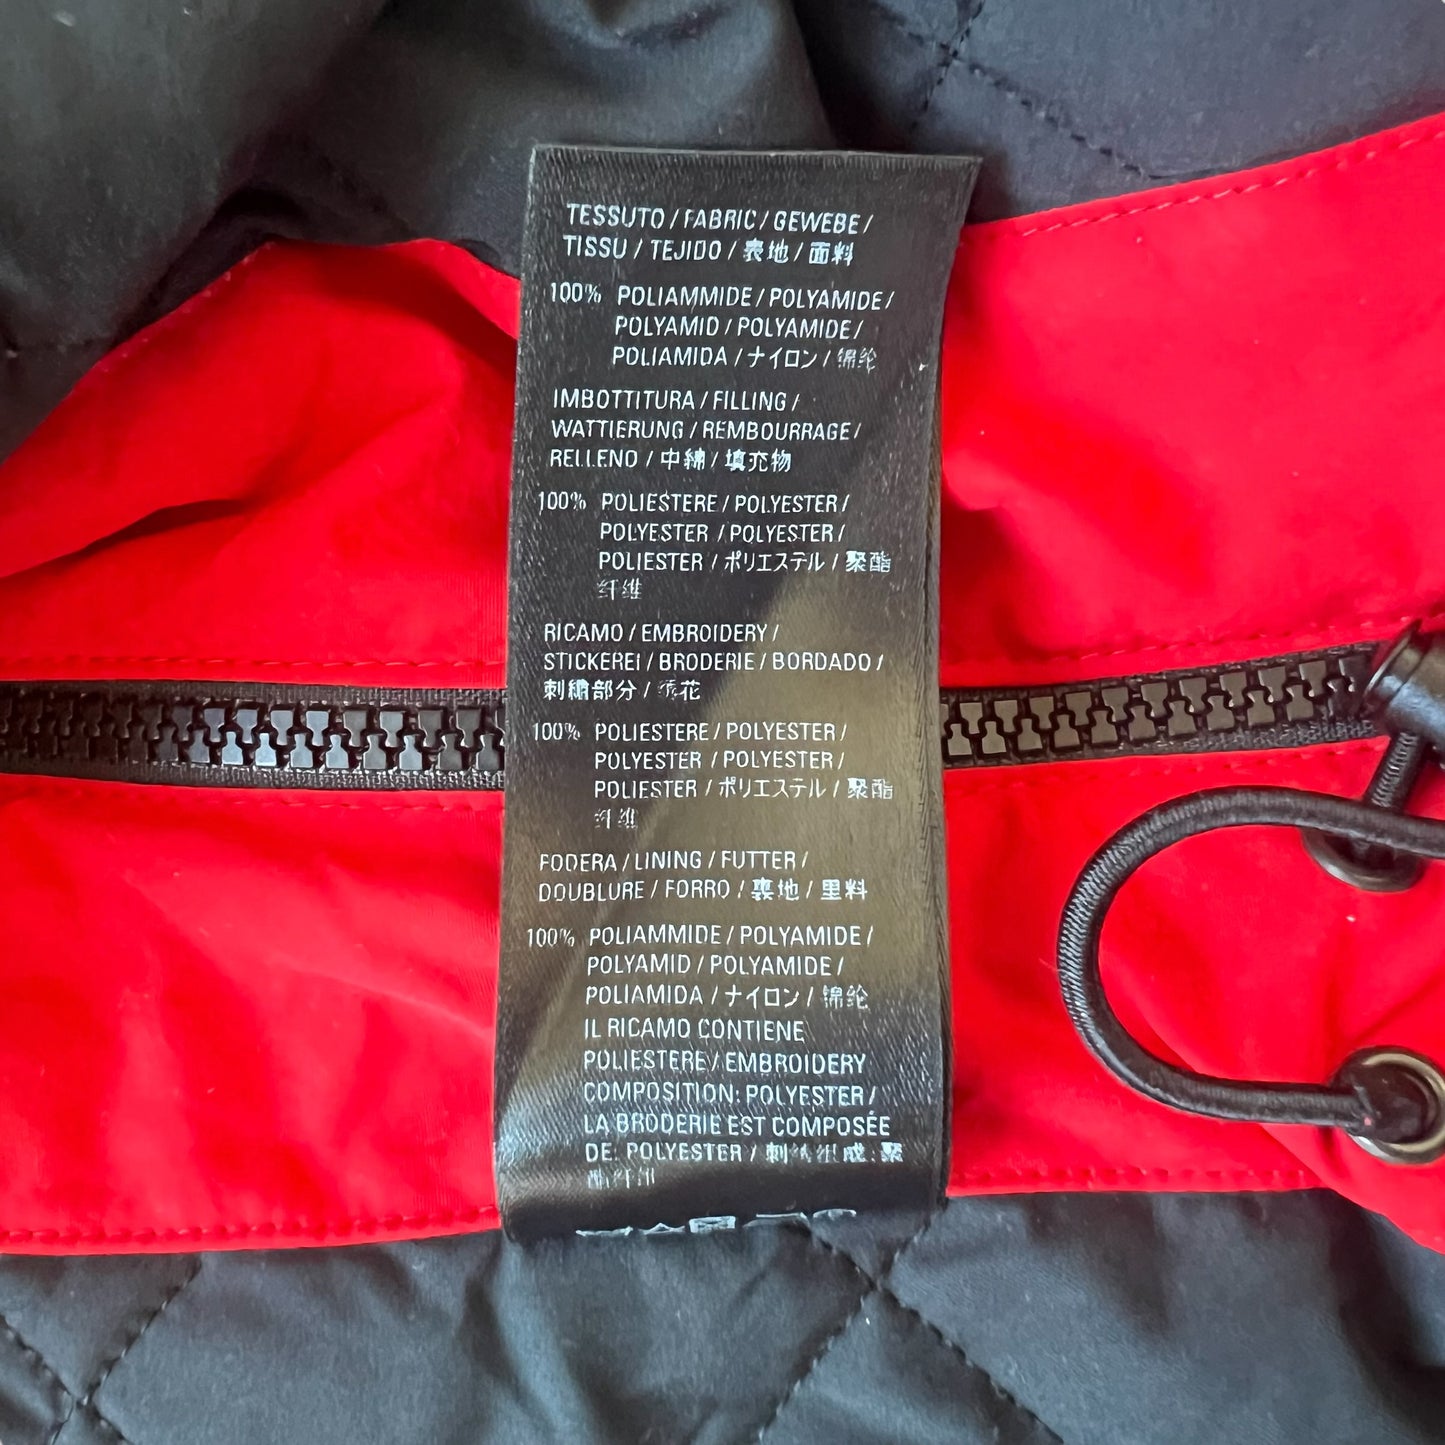 TESSUTO / FABRIC / GEWEBE /
TISSU / TEJIDO / 表地 / 面料
100% POLIAMMIDE / POLYAMIDE /
POLYAMID / POLYAMIDE /
POLIAMIDA / ナイロン / 锦纶
IMBOTTITURA / FILLING /
WATTIERUNG / REMBOURRAGE /
RELLENO / 中綿 / 填充物
100% POLIESTERE / POLYESTER /
POLYESTER / POLYESTER /
POLIESTER / ポリエステル / 聚酯
纤维
RICAMO / EMBROIDERY /
STICKEREI / BRODERIE / BORDADO /
刺繍部分 / 绣花
100% POLIESTERE / POLYESTER /
POLYESTER / POLYESTER /
POLIESTER / ポリエステル / 聚酯
纤维
FODERA / LINING / FUTTER /
DOUBLURE / FORRO / 裏地 / 里料
100% POLIAMMIDE / POLYAMIDE /
POLYAMID / POLYAMIDE /
POLIAMIDA / ナイロン / 锦纶
IL RICAMO CONTIENE
POLIESTERE / EMBROIDERY
COMPOSITION: POLYESTER /
LA BRODERIE EST COMPOSÉE
DE: POLYESTER / 刺绣组成: 聚
酯纤维